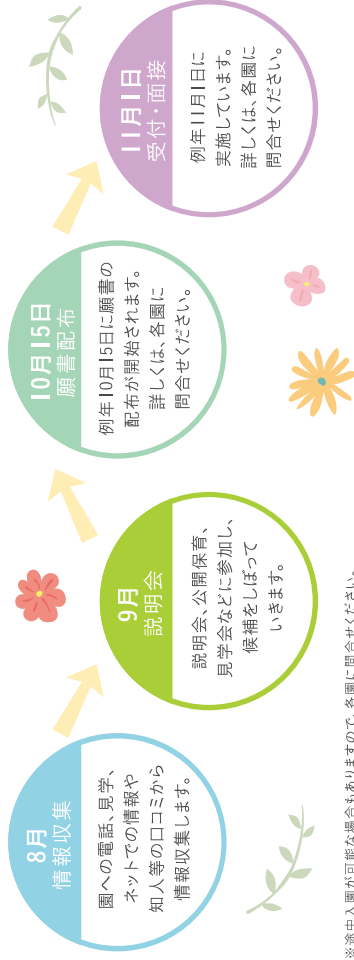 8月
情報収集
園への電話、見学、
ネットでの情報や
知人等の口コミから
情報収集します。
9月
説明会
説明会、公開保育、
見学会などに参加し、
候補をしぼって
いきます。
10月15日
願書配布
例年10月15日に願書の
配布が開始されます。
詳しくは、各園に
問合せください。
11月1日
受付・面接
例年11月1日に
実施しています。
詳しくは、各園に
問合せください。
※途中入園が可能な場合もありますので、各園に問合せください。